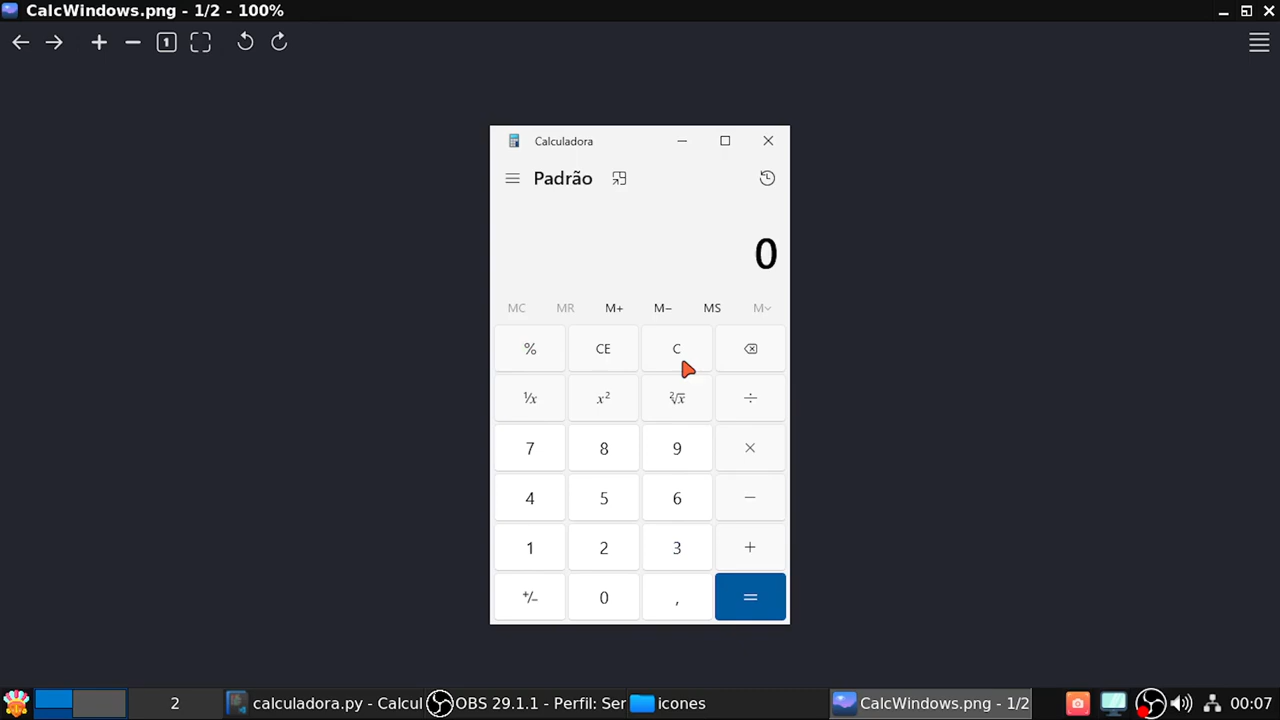 CalcWindows.png - 1/2 - 100%
1
Calculadora
Padrão
0
MC MR M+ M− MS M
% CE C
1/x x² ²√x ÷
7 8 9 ×
4 5 6 −
1 2 3 +
+/− 0 , =
2 calculadora.py - Calcul OBS 29.1.1 - Perfil: Ser icones CalcWindows.png - 1/2 00:07